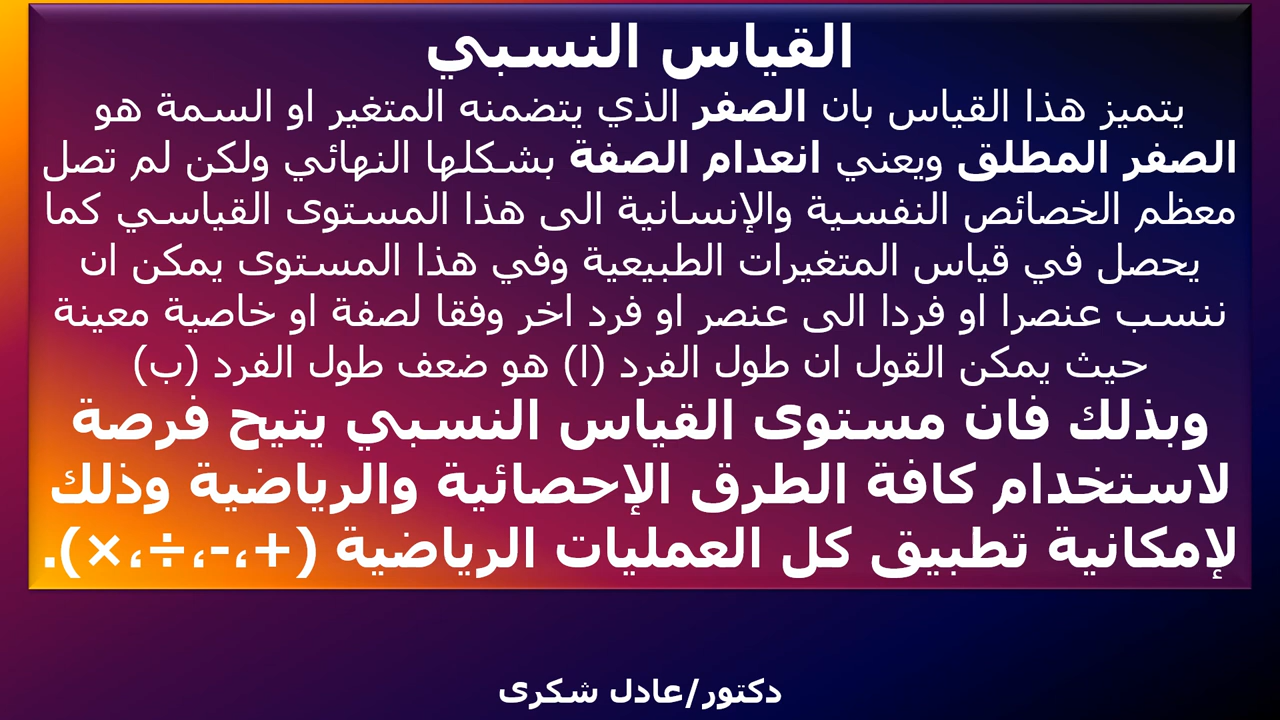 القياس النسبي
يتميز هذا القياس بان الصفر الذي يتضمنه المتغير او السمة هو
الصفر المطلق ويعني انعدام الصفة بشكلها النهائي ولكن لم تصل
معظم الخصائص النفسية والإنسانية الى هذا المستوى القياسي كما
يحصل في قياس المتغيرات الطبيعية وفي هذا المستوى يمكن ان
ننسب عنصرا او فردا الى عنصر او فرد اخر وفقا لصفة او خاصية معينة
حيث يمكن القول ان طول الفرد (ا) هو ضعف طول الفرد (ب)
وبذلك فان مستوى القياس النسبي يتيح فرصة
لاستخدام كافة الطرق الإحصائية والرياضية وذلك
لإمكانية تطبيق كل العمليات الرياضية (+،-،÷،×).
دكتور/عادل شكرى